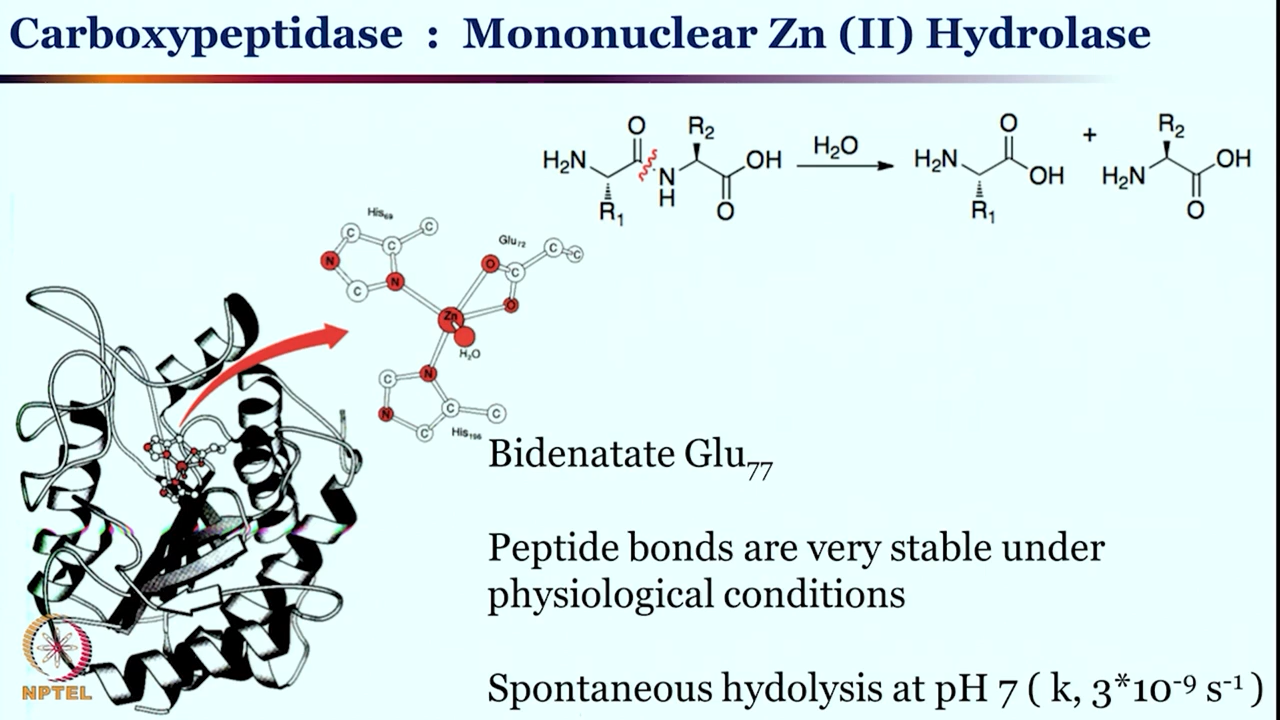 Carboxypeptidase : Mononuclear Zn (II) Hydrolase
H₂N O R₁ N H R₂ OH O
H₂O
H₂N O OH R₁
+
H₂N R₂ OH O
His₆₉
C C C N N C
Glu₇₂
O C C C O
Zn
H₂O
C N N C C C
His₁₉₆
Bidenatate Glu₇₇
Peptide bonds are very stable under
physiological conditions
Spontaneous hydolysis at pH 7 ( k, 3*10⁻⁹ s⁻¹ )
NPTEL